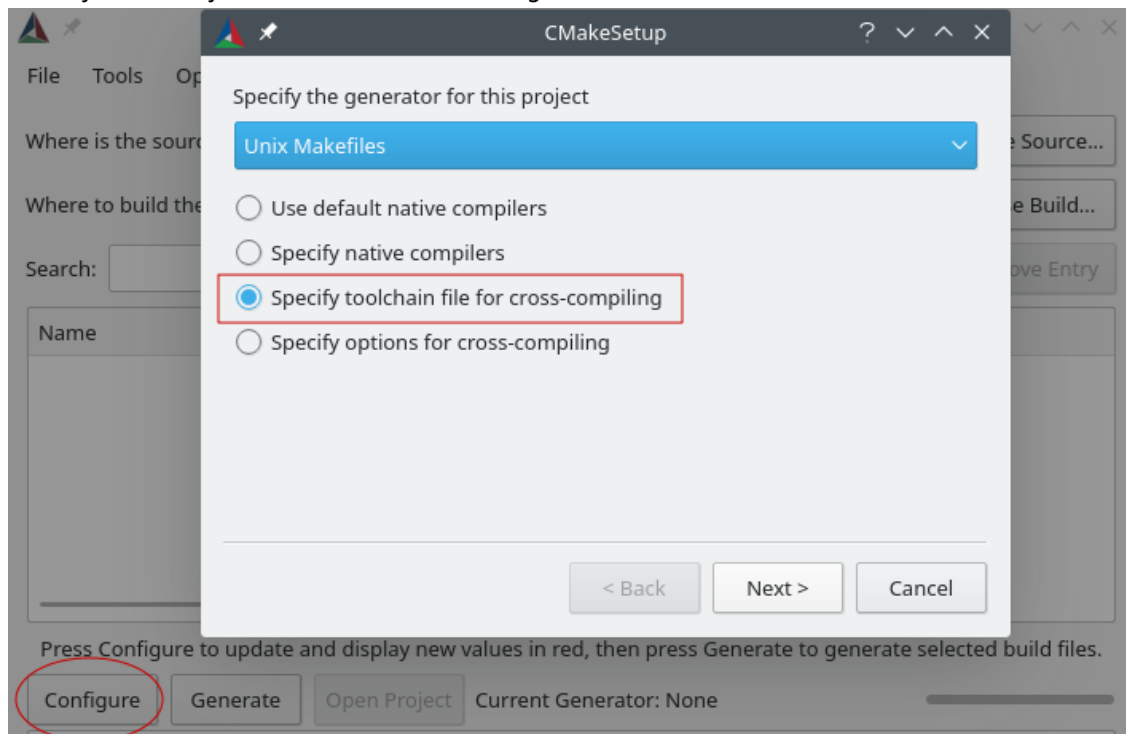 CMakeSetup
File Tools Op
Specify the generator for this project
Unix Makefiles
Where is the sourc
e Source...
Where to build the
e Build...
Use default native compilers
Specify native compilers
Search:
ove Entry
Specify toolchain file for cross-compiling
Name
Specify options for cross-compiling
< Back Next > Cancel
Press Configure to update and display new values in red, then press Generate to generate selected build files.
Configure Generate Open Project Current Generator: None